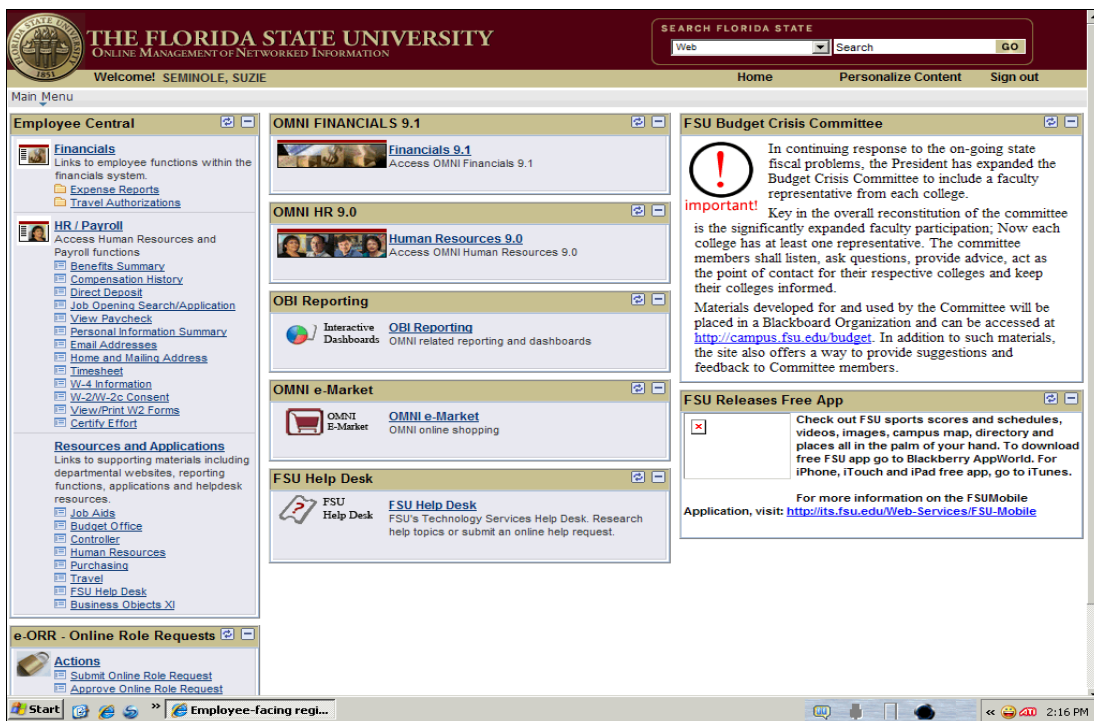 THE FLORIDA STATE UNIVERSITY
ONLINE MANAGEMENT OF NETWORKED INFORMATION
1851
SEARCH FLORIDA STATE
Web
Search
GO
Welcome! SEMINOLE, SUZIE
Home
Personalize Content
Sign out
Main Menu
Employee Central
Financials
Links to employee functions within the
financials system.
Expense Reports
Travel Authorizations
HR / Payroll
Access Human Resources and
Payroll functions
Benefits Summary
Compensation History
Direct Deposit
Job Opening Search/Application
View Paycheck
Personal Information Summary
Email Addresses
Home and Mailing Address
Timesheet
W-4 Information
W-2/W-2c Consent
View/Print W2 Forms
Certify Effort
Resources and Applications
Links to supporting materials including
departmental websites, reporting
functions, applications and helpdesk
resources.
Job Aids
Budget Office
Controller
Human Resources
Purchasing
Travel
FSU Help Desk
Business Objects XI
e-ORR - Online Role Requests
Actions
Submit Online Role Request
Approve Online Role Request
OMNI FINANCIALS 9.1
Financials 9.1
Access OMNI Financials 9.1
OMNI HR 9.0
Human Resources 9.0
Access OMNI Human Resources 9.0
OBI Reporting
Interactive
Dashboards
OBI Reporting
OMNI related reporting and dashboards
OMNI e-Market
OMNI
E-Market
OMNI e-Market
OMNI online shopping
FSU Help Desk
FSU
Help Desk
FSU Help Desk
FSU's Technology Services Help Desk. Research
help topics or submit an online help request.
FSU Budget Crisis Committee
important!
In continuing response to the on-going state
fiscal problems, the President has expanded the
Budget Crisis Committee to include a faculty
representative from each college.
Key in the overall reconstitution of the committee
is the significantly expanded faculty participation; Now each
college has at least one representative. The committee
members shall listen, ask questions, provide advice, act as
the point of contact for their respective colleges and keep
their colleges informed.
Materials developed for and used by the Committee will be
placed in a Blackboard Organization and can be accessed at
http://campus.fsu.edu/budget. In addition to such materials,
the site also offers a way to provide suggestions and
feedback to Committee members.
FSU Releases Free App
Check out FSU sports scores and schedules,
videos, images, campus map, directory and
places all in the palm of your hand. To download
free FSU app go to Blackberry AppWorld. For
iPhone, iTouch and iPad free app, go to iTunes.
For more information on the FSUMobile
Application, visit: http://its.fsu.edu/Web-Services/FSU-Mobile
Start
Employee-facing regi...
2:16 PM